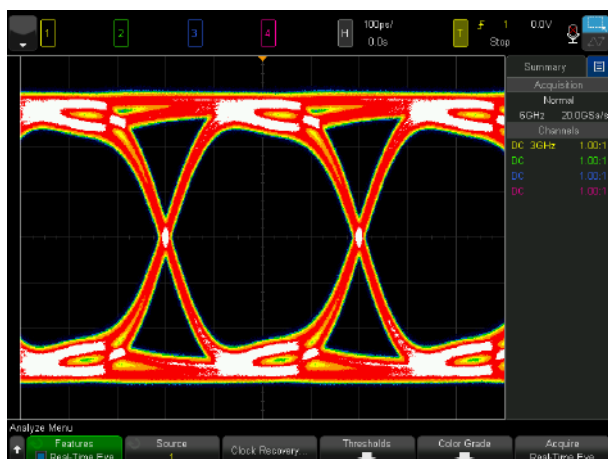 1 2 3 4 H 100ps/ 0.0s T 1 Stop 0.0V
Summary
Acquisition
Normal
6GHz 20.0GSa/s
Channels
DC 3GHz 1.00:1
DC 1.00:1
DC 1.00:1
DC 1.00:1
Analyze Menu
Features Source Clock Recovery... Thresholds Color Grade Acquire
Real-Time Eye 1 Real-Time Eye